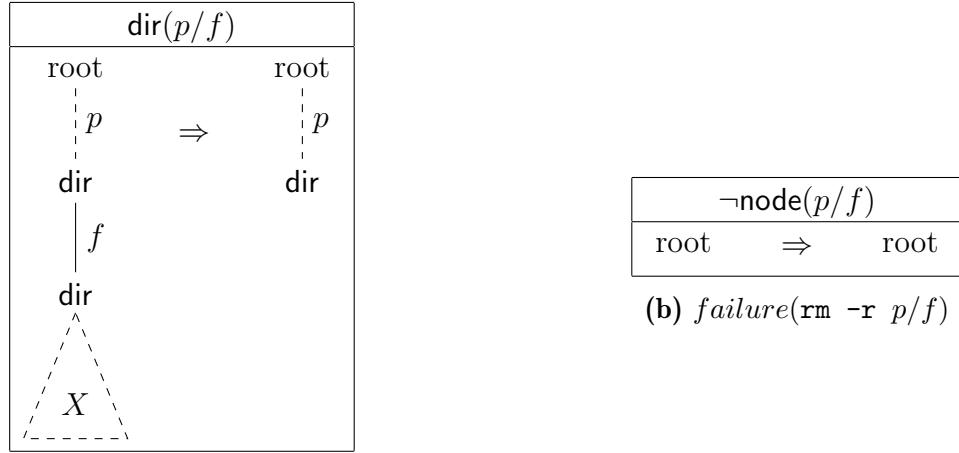 dir(p/f)
root ⇒ root
p p
dir dir
f
dir
X
¬node(p/f)
root ⇒ root
(b) failure(rm -r p/f)